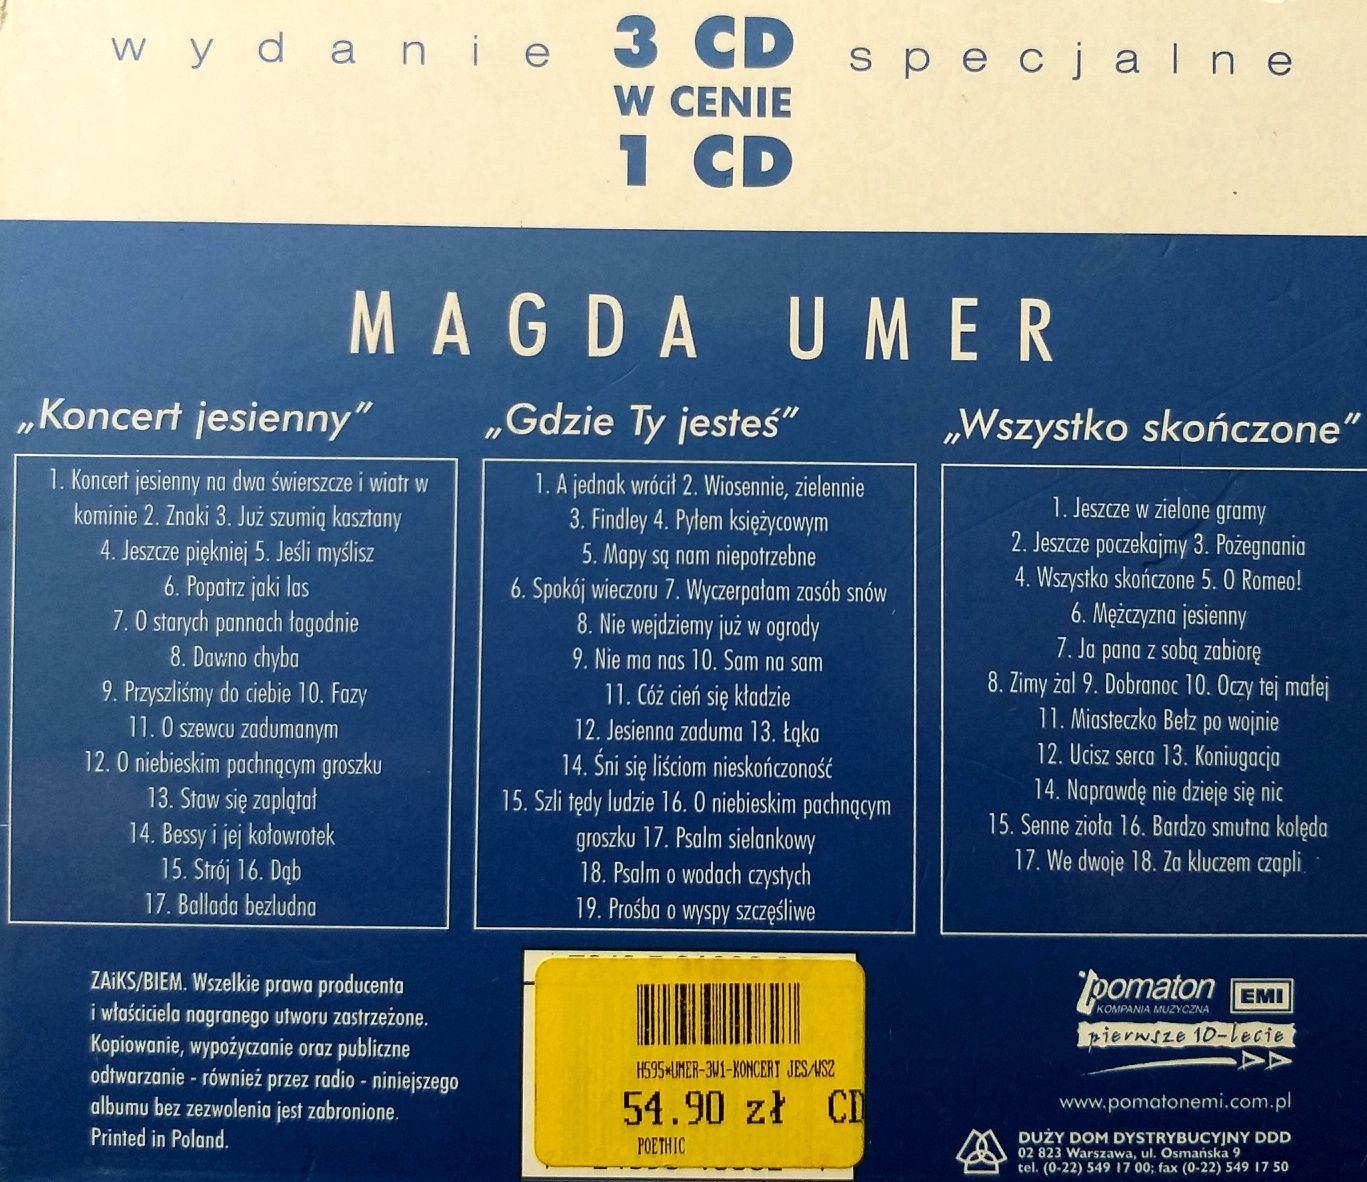 wydanie 3 CD specjalne
W CENIE
1 CD
MAGDA UMER
„Koncert jesienny”
1. Koncert jesienny na dwa świerszcze i wiatr w
kominie 2. Znaki 3. Już szumią kasztany
4. Jeszcze piękniej 5. Jeśli myślisz
6. Popatrz jaki las
7. O starych pannach łagodnie
8. Dawno chyba
9. Przyszliśmy do ciebie 10. Fazy
11. O szewcu zadumanym
12. O niebieskim pachnącym groszku
13. Staw się zaplątał
14. Bessy i jej kołowrotek
15. Strój 16. Dąb
17. Ballada bezludna
„Gdzie Ty jesteś”
1. A jednak wrócił 2. Wiosennie, zielennie
3. Findley 4. Pyłem księżycowym
5. Mapy są nam niepotrzebne
6. Spokój wieczoru 7. Wyczerpałam zasób snów
8. Nie wejdziemy już w ogrody
9. Nie ma nas 10. Sam na sam
11. Cóż cień się kładzie
12. Jesienna zaduma 13. Łąka
14. Śni się liściom nieskończoność
15. Szli tędy ludzie 16. O niebieskim pachnącym
groszku 17. Psalm sielankowy
18. Psalm o wodach czystych
19. Prośba o wyspy szczęśliwe
„Wszystko skończone”
1. Jeszcze w zielone gramy
2. Jeszcze poczekajmy 3. Pożegnania
4. Wszystko skończone 5. O Romeo!
6. Mężczyzna jesienny
7. Ja pana z sobą zabiorę
8. Zimy żal 9. Dobranoc 10. Oczy tej małej
11. Miasteczko Bełz po wojnie
12. Ucisz serca 13. Koniugacja
14. Naprawdę nie dzieje się nic
15. Senne zioła 16. Bardzo smutna kolęda
17. We dwoje 18. Za kluczem czapli
ZAiKS/BIEM. Wszelkie prawa producenta
i właściciela nagranego utworu zastrzeżone.
Kopiowanie, wypożyczanie oraz publiczne
odtwarzanie - również przez radio - niniejszego
albumu bez zezwolenia jest zabronione.
Printed in Poland.
H595*UMER-3W1-KONCERT JES/WSZ
54.90 zł CD
POETHIC
pomaton EMI
KOMPANIA MUZYCZNA
pierwsze 10-lecie
www.pomatonemi.com.pl
DUŻY DOM DYSTRYBUCYJNY DDD
02 823 Warszawa, ul. Osmańska 9
tel. (0-22) 549 17 00; fax (0-22) 549 17 50